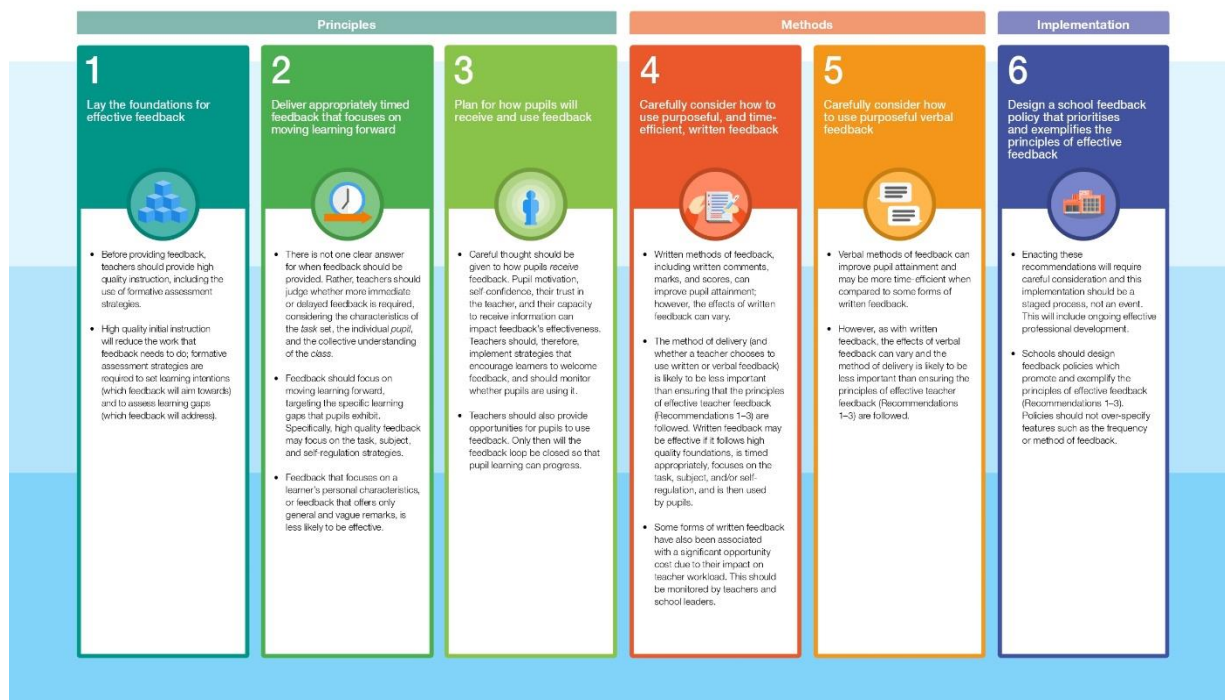 Principles
Methods
Implementation
1
Lay the foundations for
effective feedback
• Before providing feedback,
teachers should provide high
quality instruction, including the
use of formative assessment
strategies.
• High quality initial instruction
will reduce the work that
feedback needs to do; formative
assessment strategies are
required to set learning intentions
(which feedback will aim towards)
and to assess learning gaps
(which feedback will address).
2
Deliver appropriately timed
feedback that focuses on
moving learning forward
• There is not one clear answer
for when feedback should be
provided. Rather, teachers should
judge whether more immediate
or delayed feedback is required,
considering the characteristics of
the task set, the individual pupil,
and the collective understanding
of the class.
• Feedback should focus on
moving learning forward,
targeting the specific learning
gaps that pupils exhibit.
Specifically, high quality feedback
may focus on the task, subject,
and self-regulation strategies.
• Feedback that focuses on a
learner's personal characteristics,
or feedback that offers only
general and vague remarks, is
less likely to be effective.
3
Plan for how pupils will
receive and use feedback
• Careful thought should be
given to how pupils receive
feedback. Pupil motivation,
self-confidence, their trust in
the teacher, and their capacity
to receive information can
impact feedback's effectiveness.
Teachers should, therefore,
implement strategies that
encourage learners to welcome
feedback, and should monitor
whether pupils are using it.
• Teachers should also provide
opportunities for pupils to use
feedback. Only then will the
feedback loop be closed so that
pupil learning can progress.
4
Carefully consider how to
use purposeful, and time-
efficient, written feedback
• Written methods of feedback,
including written comments,
marks, and scores, can
improve pupil attainment;
however, the effects of written
feedback can vary.
• The method of delivery (and
whether a teacher chooses to
use written or verbal feedback)
is likely to be less important
than ensuring that the principles
of effective teacher feedback
(Recommendations 1–3) are
followed. Written feedback may
be effective if it follows high
quality foundations, is timed
appropriately, focuses on the
task, subject, and/or self-
regulation, and is then used
by pupils.
• Some forms of written feedback
have also been associated
with a significant opportunity
cost due to their impact on
teacher workload. This should
be monitored by teachers and
school leaders.
5
Carefully consider how
to use purposeful verbal
feedback
• Verbal methods of feedback can
improve pupil attainment and
may be more time-efficient when
compared to some forms of
written feedback.
• However, as with written
feedback, the effects of verbal
feedback can vary and the
method of delivery is likely to be
less important than ensuring the
principles of effective teacher
feedback (Recommendations
1–3) are followed.
6
Design a school feedback
policy that prioritises
and exemplifies the
principles of effective
feedback
• Enacting these
recommendations will require
careful consideration and this
implementation should be a
staged process, not an event.
This will include ongoing effective
professional development.
• Schools should design
feedback policies which
promote and exemplify the
principles of effective feedback
(Recommendations 1–3).
Policies should not over-specify
features such as the frequency
or method of feedback.